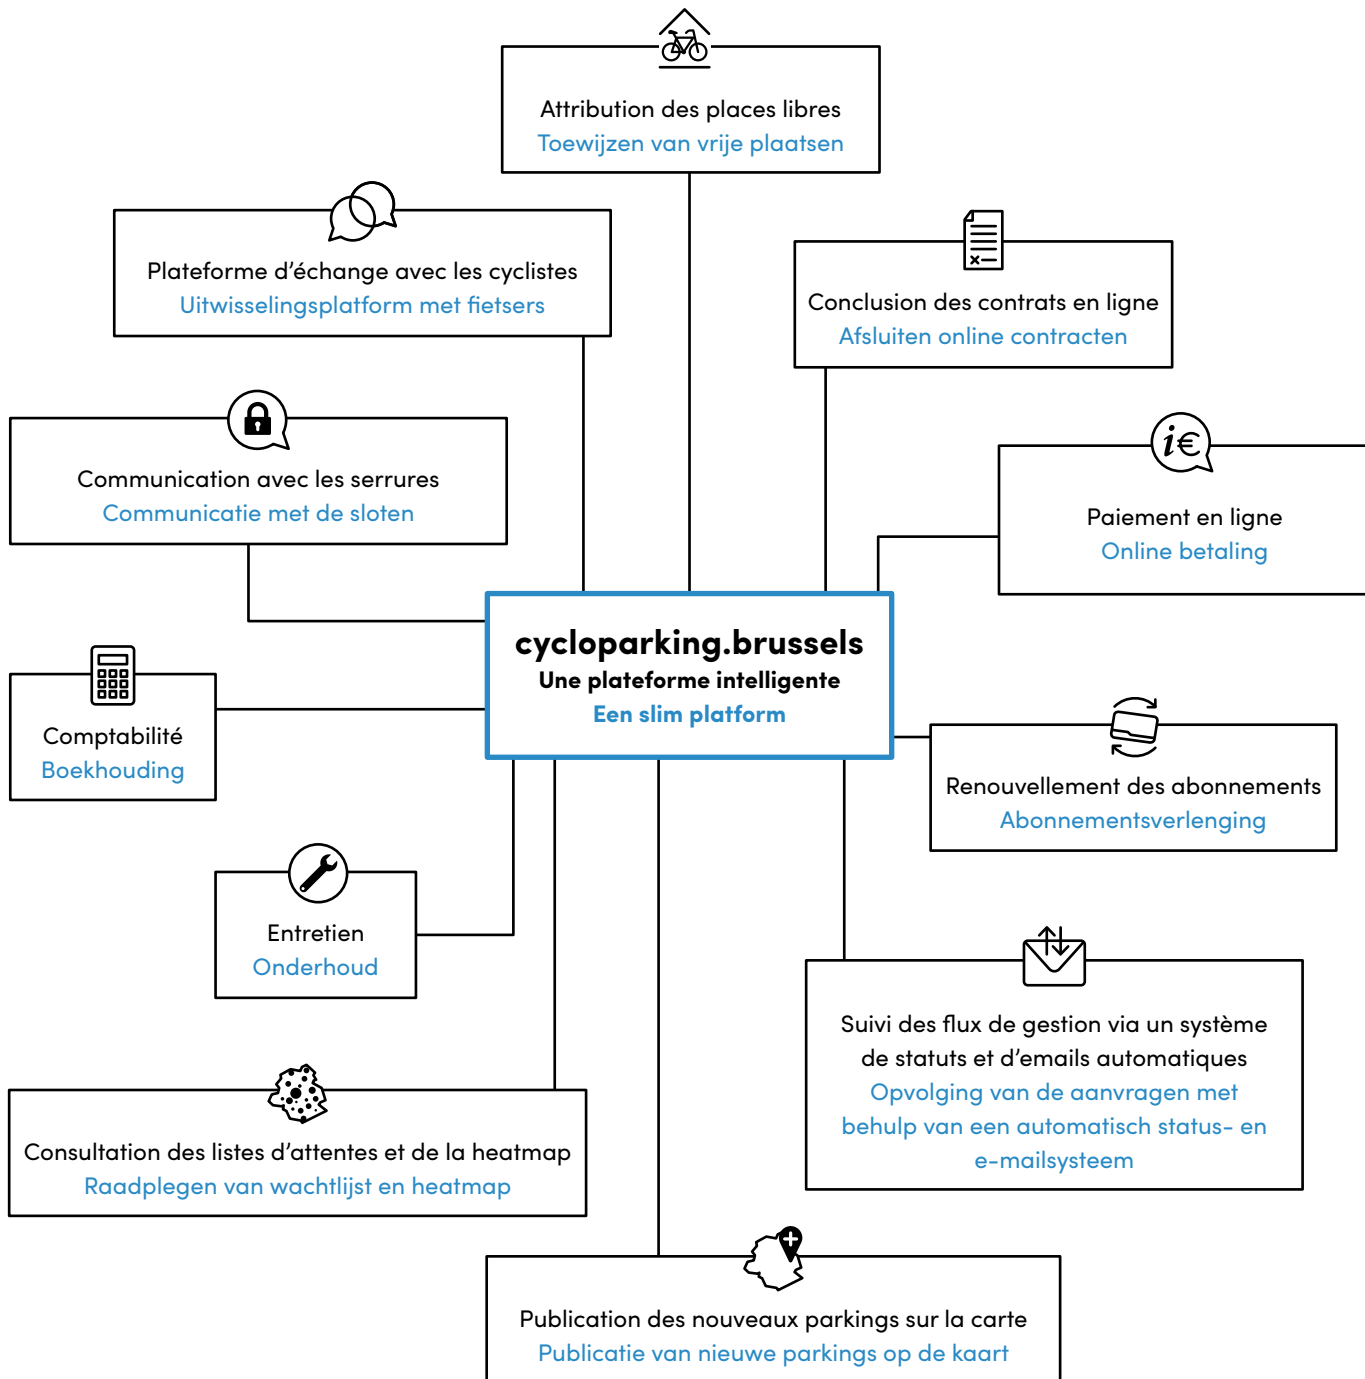 Attribution des places libres
Toewijzen van vrije plaatsen
Plateforme d'échange avec les cyclistes
Uitwisselingsplatform met fietsers
Conclusion des contrats en ligne
Afsluiten online contracten
Communication avec les serrures
Communicatie met de sloten
i€
Paiement en ligne
Online betaling
cycloparking.brussels
Une plateforme intelligente
Een slim platform
Comptabilité
Boekhouding
Renouvellement des abonnements
Abonnementsverlenging
Entretien
Onderhoud
Suivi des flux de gestion via un système
de statuts et d'emails automatiques
Opvolging van de aanvragen met
behulp van een automatisch status- en
e-mailsysteem
Consultation des listes d'attentes et de la heatmap
Raadplegen van wachtlijst en heatmap
Publication des nouveaux parkings sur la carte
Publicatie van nieuwe parkings op de kaart